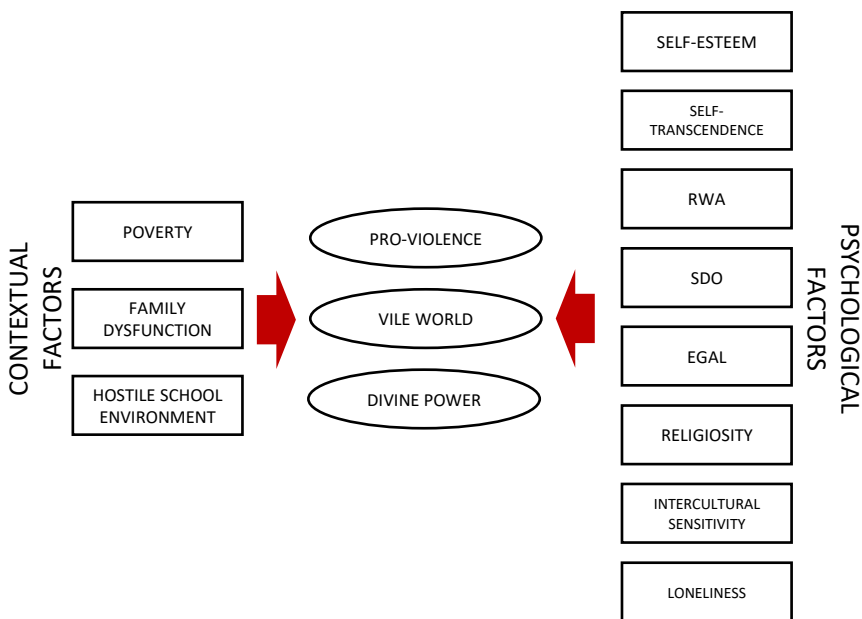 CONTEXTUAL
FACTORS
POVERTY
FAMILY
DYSFUNCTION
HOSTILE SCHOOL
ENVIRONMENT
PRO-VIOLENCE
VILE WORLD
DIVINE POWER
SELF-ESTEEM
SELF-
TRANSCENDENCE
RWA
SDO
EGAL
RELIGIOSITY
INTERCULTURAL
SENSITIVITY
LONELINESS
PSYCHOLOGICAL
FACTORS